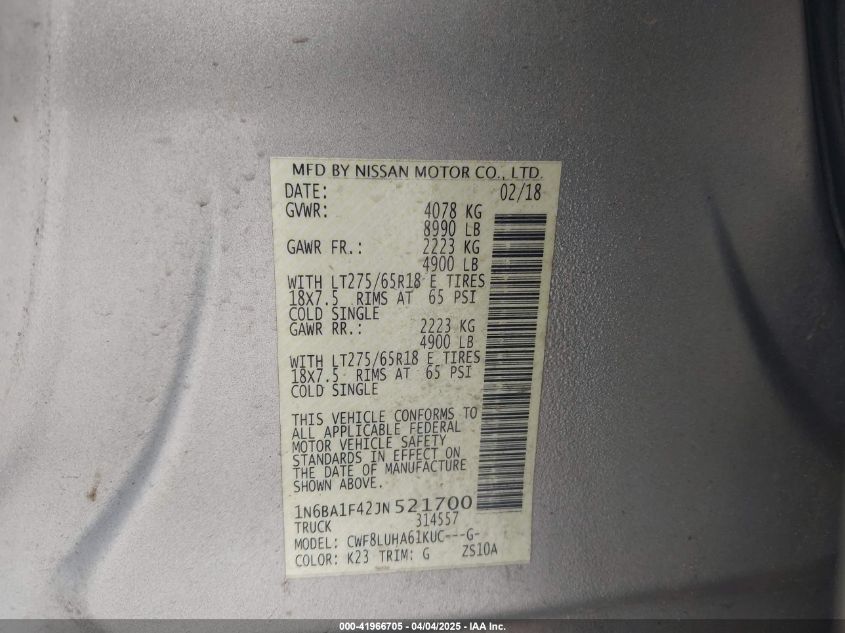 MFD BY NISSAN MOTOR CO., LTD.
DATE: 02/18
GVWR: 4078 KG
8990 LB
GAWR FR.: 2223 KG
4900 LB
WITH LT275/65R18 E TIRES
18X7.5 RIMS AT 65 PSI
COLD SINGLE
GAWR RR.: 2223 KG
4900 LB
WITH LT275/65R18 E TIRES
18X7.5 RIMS AT 65 PSI
COLD SINGLE
THIS VEHICLE CONFORMS TO
ALL APPLICABLE FEDERAL
MOTOR VEHICLE SAFETY
STANDARDS IN EFFECT ON
THE DATE OF MANUFACTURE
SHOWN ABOVE.
1N6BA1F42JN521700
TRUCK 314557
MODEL: CWF8LUHA61KUC---G-
COLOR: K23 TRIM: G ZS10A
000-41966705 - 04/04/2025 - IAA Inc.